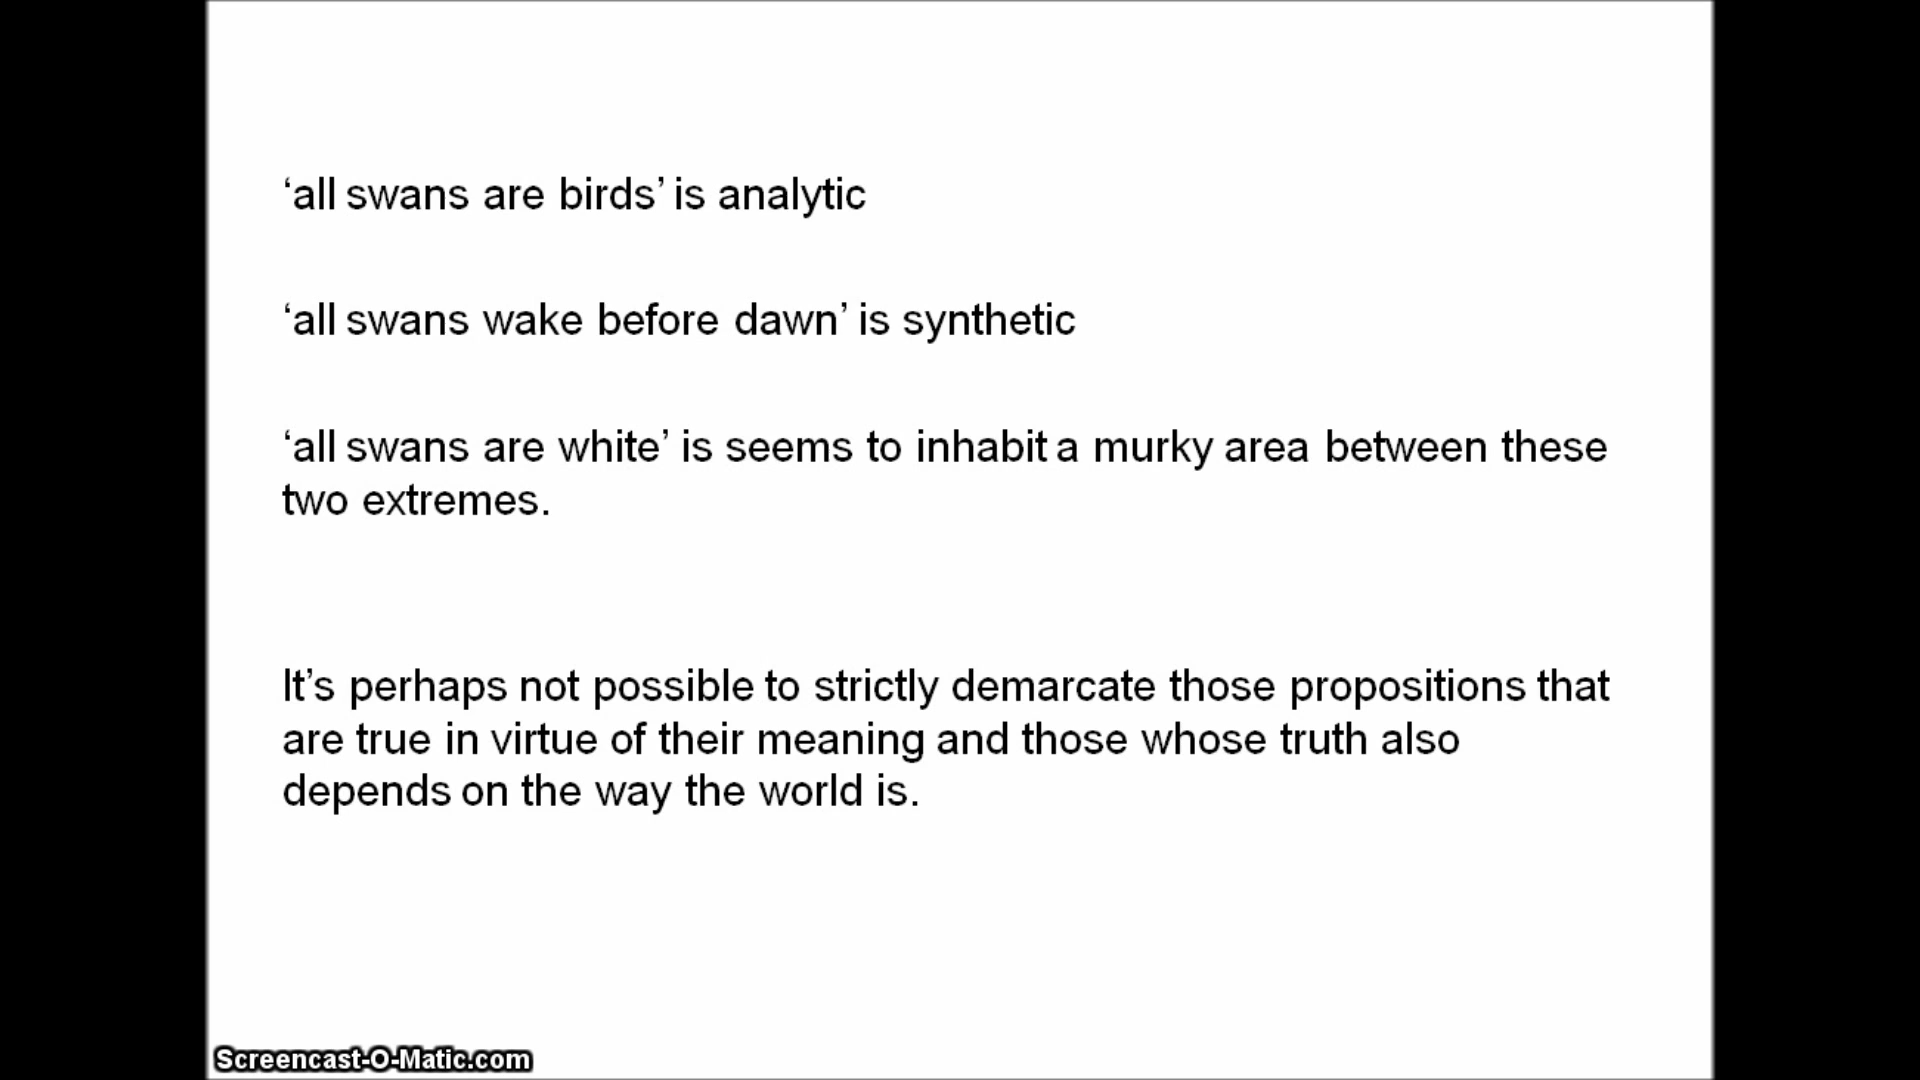 ‘all swans are birds’ is analytic
‘all swans wake before dawn’ is synthetic
‘all swans are white’ is seems to inhabit a murky area between these
two extremes.
It’s perhaps not possible to strictly demarcate those propositions that
are true in virtue of their meaning and those whose truth also
depends on the way the world is.
Screencast-O-Matic.com